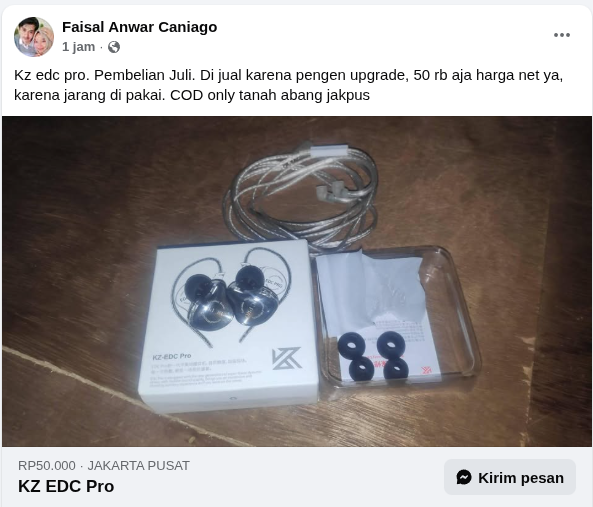 Faisal Anwar Caniago
1 jam ·
Kz edc pro. Pembelian Juli. Di jual karena pengen upgrade, 50 rb aja harga net ya,
karena jarang di pakai. COD only tanah abang jakpus
KZ-EDC Pro
RP50.000 · JAKARTA PUSAT
KZ EDC Pro
Kirim pesan